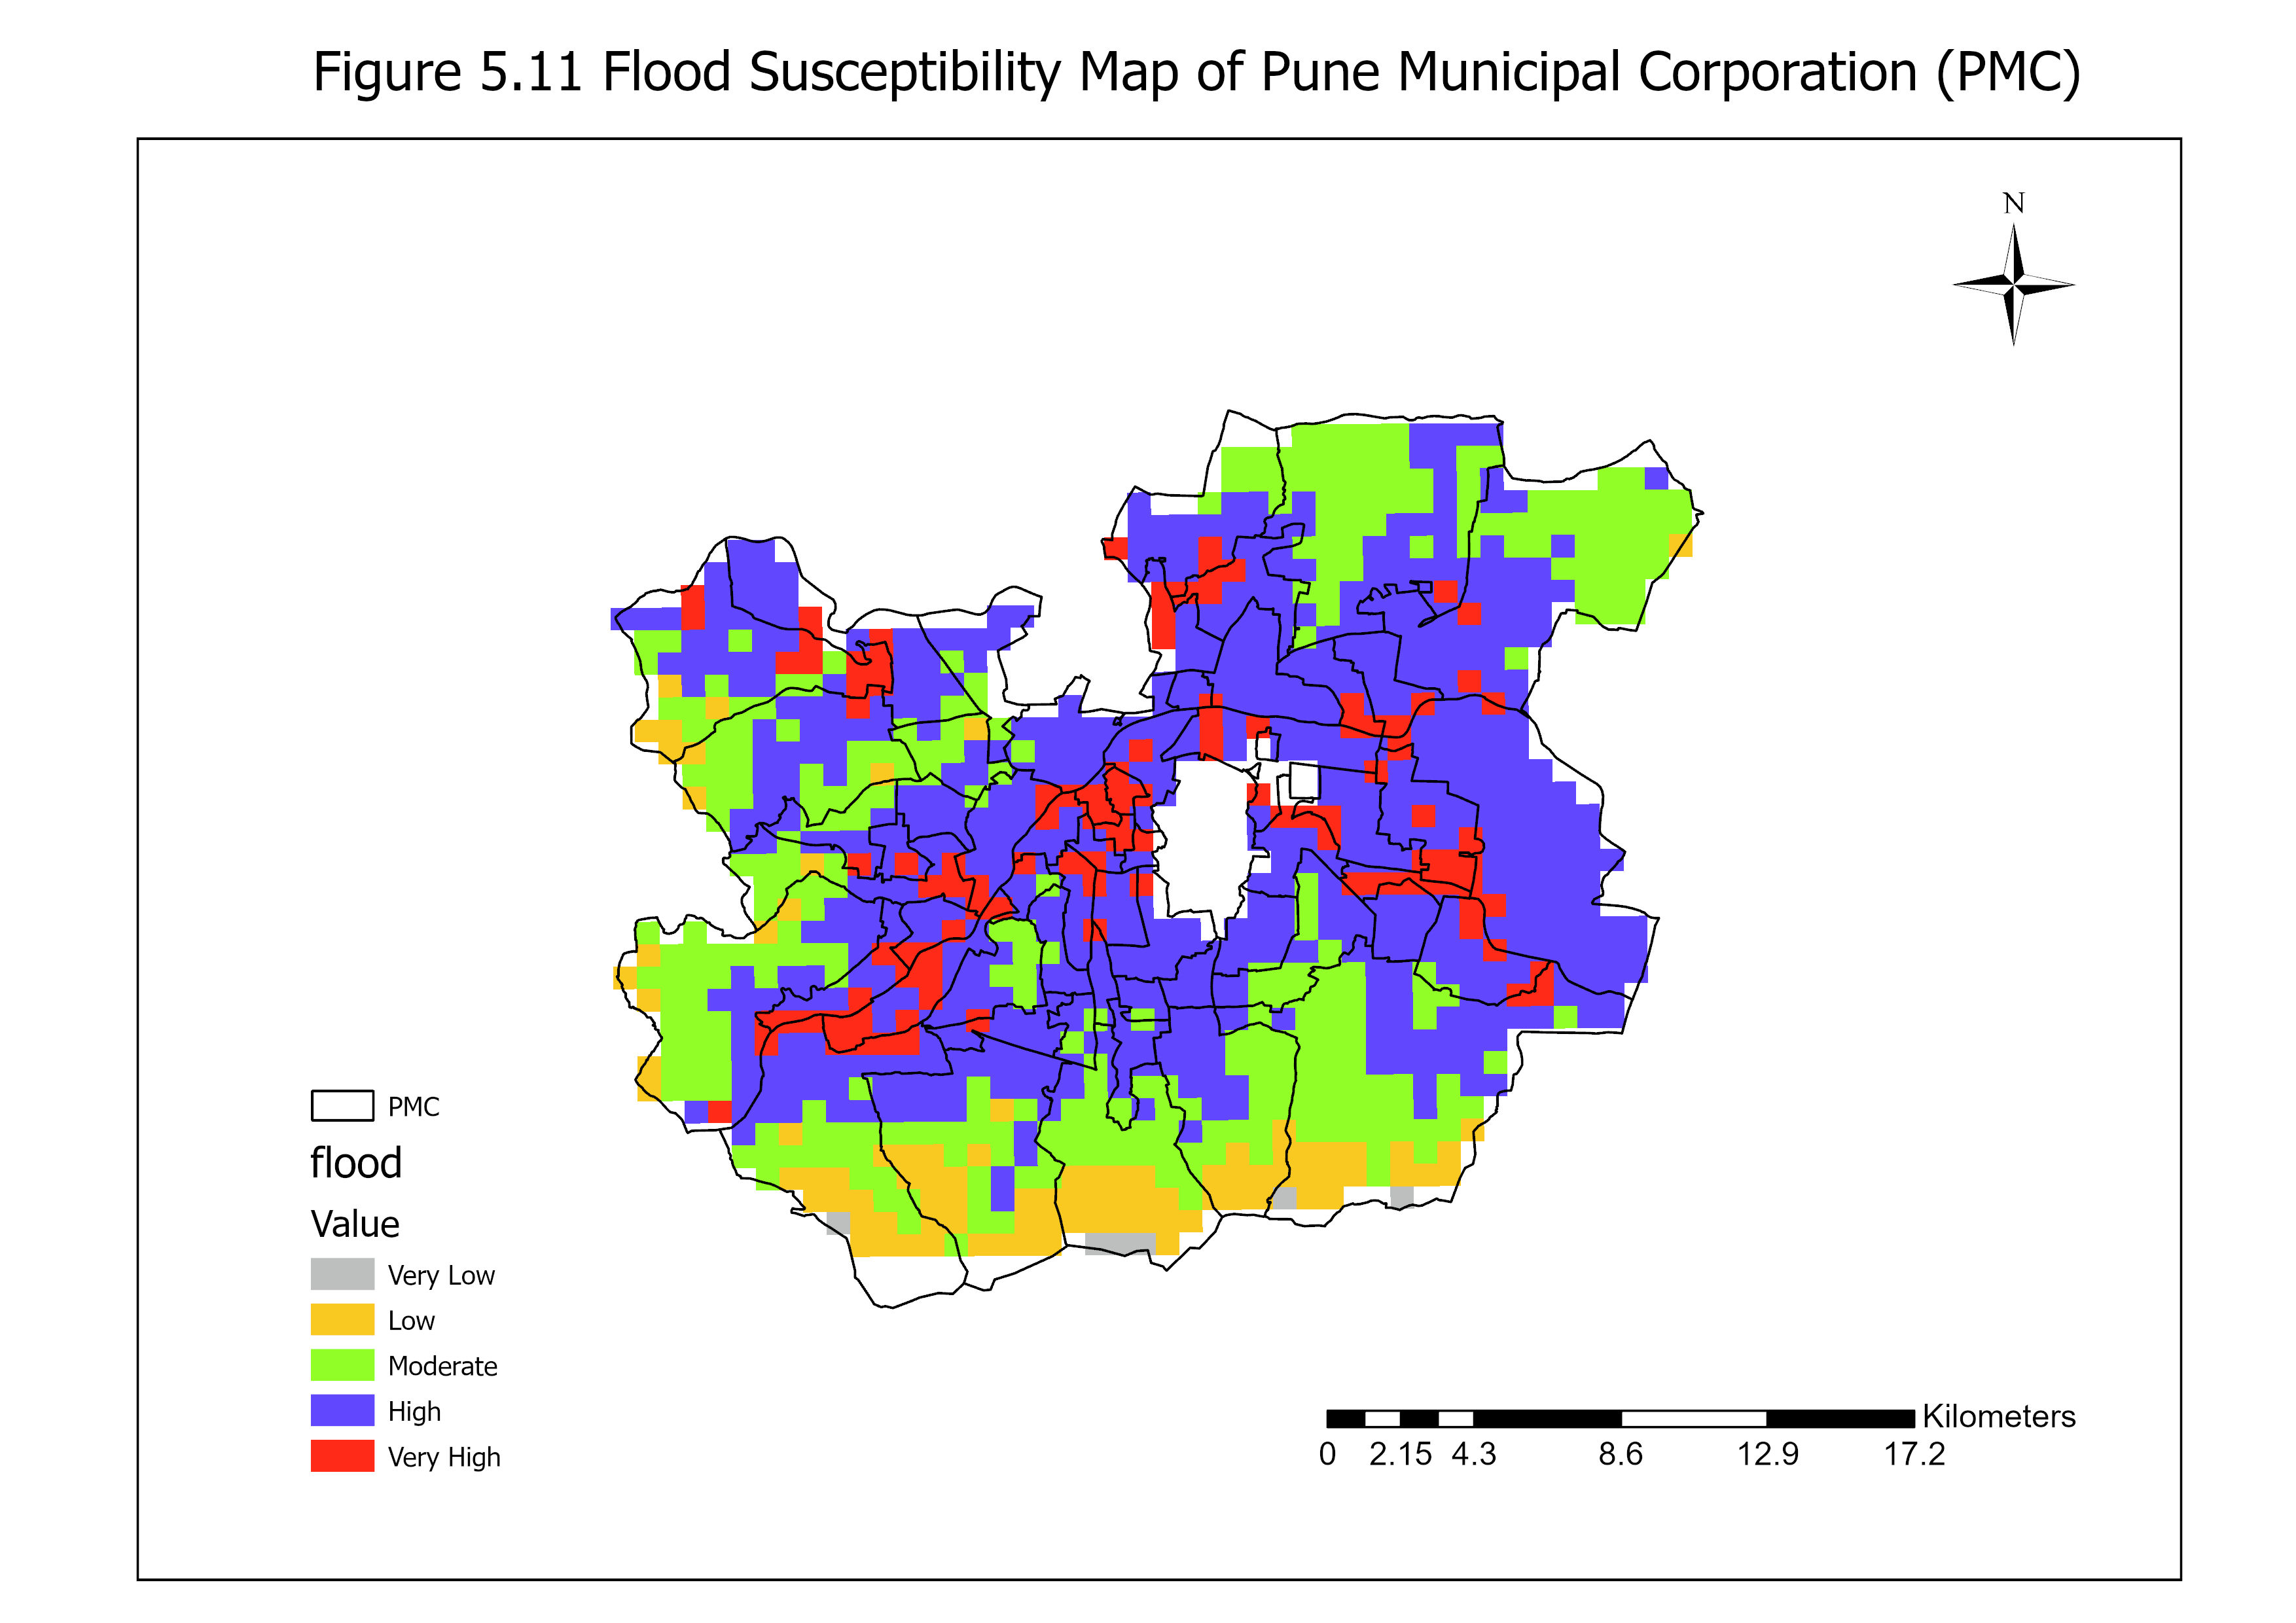 Figure 5.11 Flood Susceptibility Map of Pune Municipal Corporation (PMC)
N
PMC
flood
Value
Very Low
Low
Moderate
High
Very High
Kilometers
0 2.15 4.3 8.6 12.9 17.2